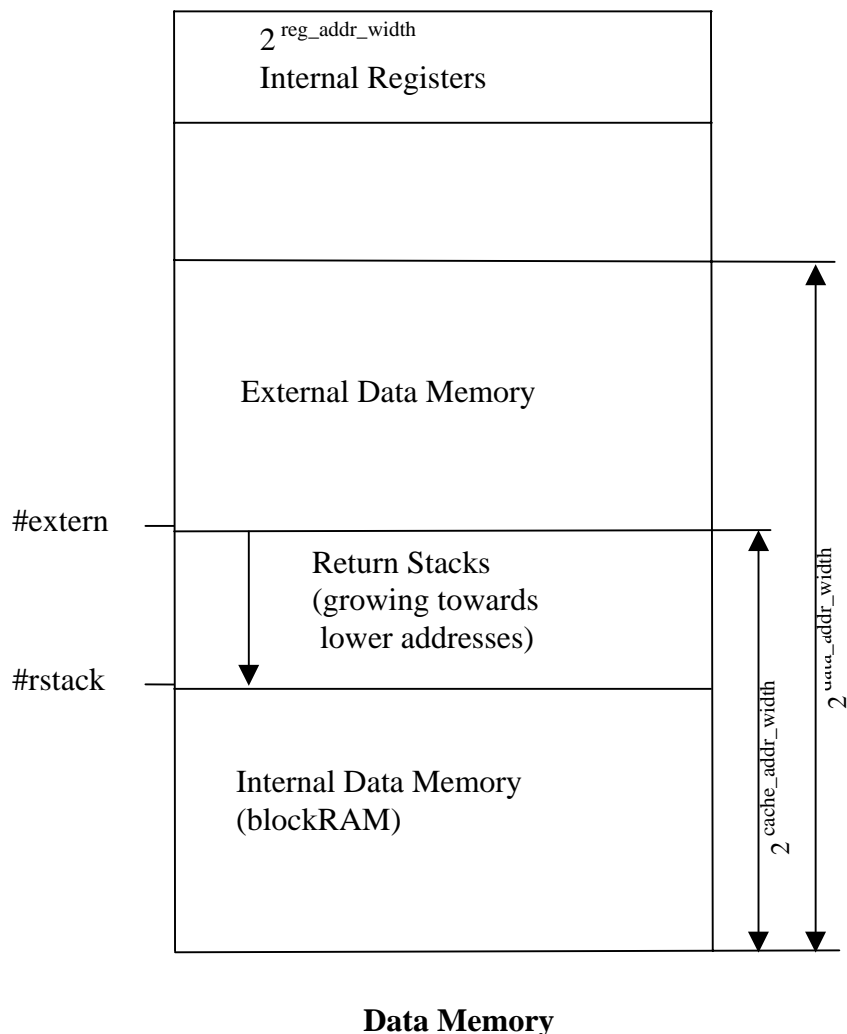 2 reg_addr_width
Internal Registers
External Data Memory
#extern
Return Stacks
(growing towards
lower addresses)
#rstack
Internal Data Memory
(blockRAM)
2 cache_addr_width
2 data_addr_width
Data Memory